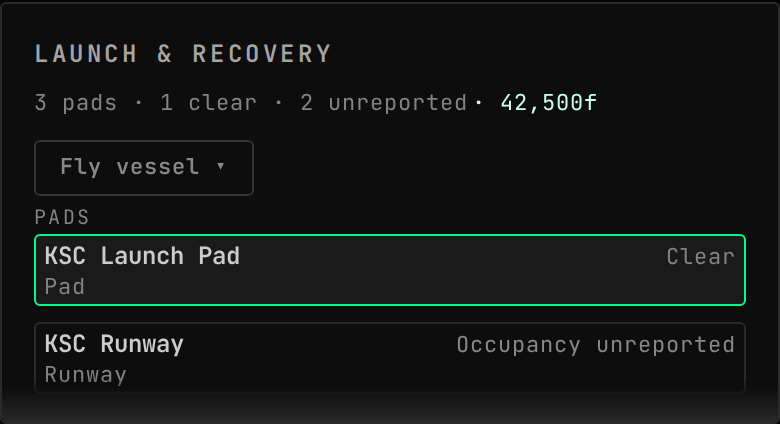 LAUNCH & RECOVERY
3 pads · 1 clear · 2 unreported · 42,500f
Fly vessel ▾
PADS
KSC Launch Pad Clear
Pad
KSC Runway Occupancy unreported
Runway